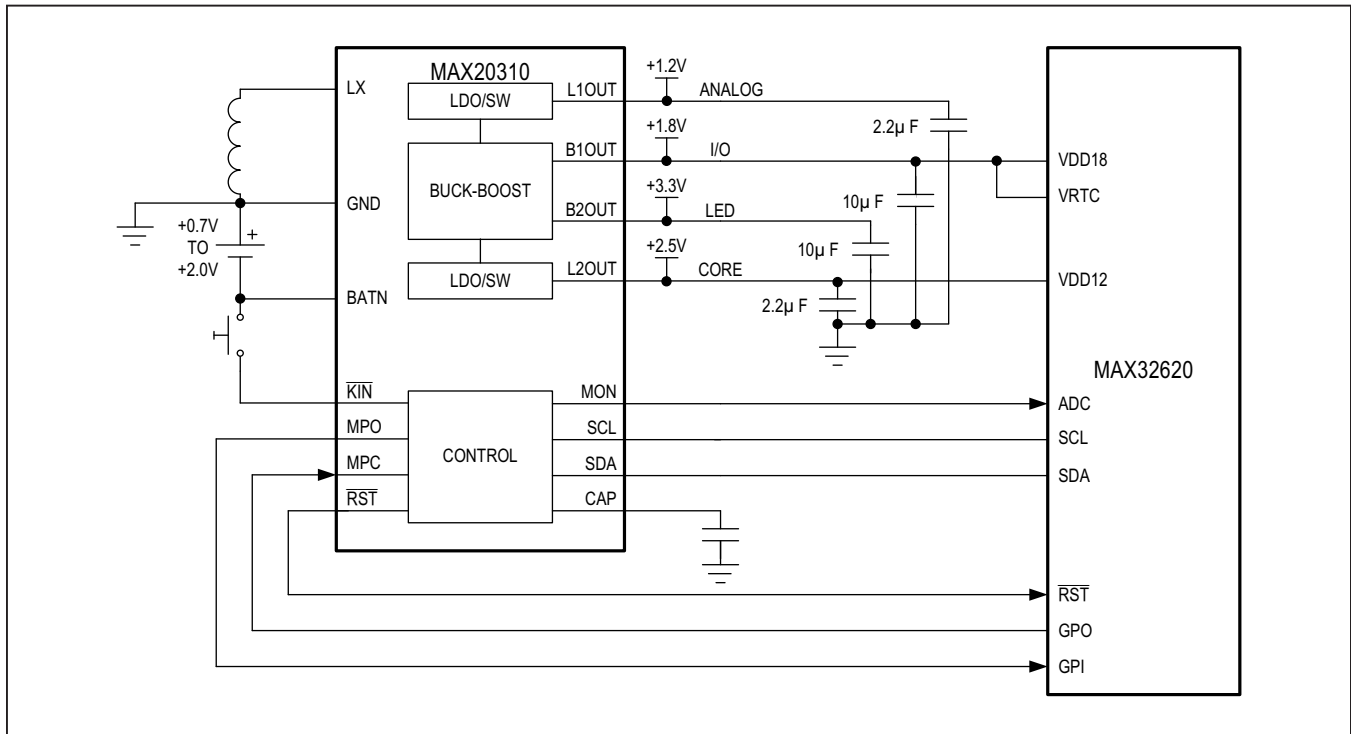 MAX20310
LX
LDO/SW
L1OUT
+1.2V
ANALOG
2.2µ F
+1.8V
B1OUT
I/O
VDD18
BUCK-BOOST
10µ F
VRTC
GND
+3.3V
B2OUT
LED
+0.7V
TO
+2.0V
+
10µ F
+2.5V
LDO/SW
L2OUT
CORE
VDD12
BATN
2.2µ F
MAX32620
KIN
MON
ADC
MPO
SCL
SCL
CONTROL
MPC
SDA
SDA
RST
CAP
RST
GPO
GPI